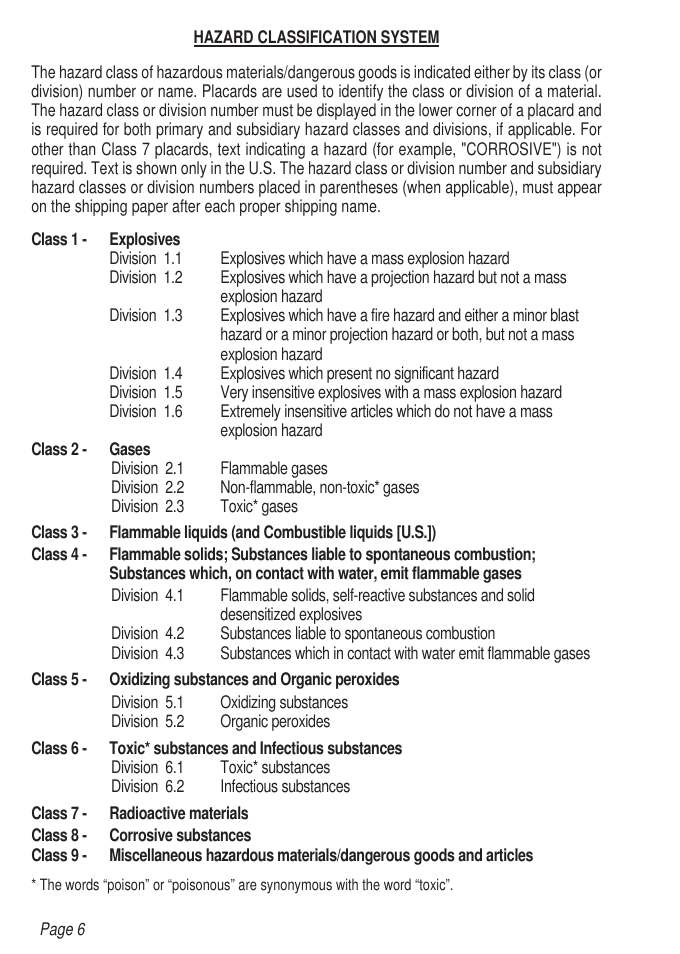 HAZARD CLASSIFICATION SYSTEM
The hazard class of hazardous materials/dangerous goods is indicated either by its class (or
division) number or name. Placards are used to identify the class or division of a material.
The hazard class or division number must be displayed in the lower corner of a placard and
is required for both primary and subsidiary hazard classes and divisions, if applicable. For
other than Class 7 placards, text indicating a hazard (for example, "CORROSIVE") is not
required. Text is shown only in the U.S. The hazard class or division number and subsidiary
hazard classes or division numbers placed in parentheses (when applicable), must appear
on the shipping paper after each proper shipping name.
Class 1 - Explosives
Division 1.1 Explosives which have a mass explosion hazard
Division 1.2 Explosives which have a projection hazard but not a mass
explosion hazard
Division 1.3 Explosives which have a fire hazard and either a minor blast
hazard or a minor projection hazard or both, but not a mass
explosion hazard
Division 1.4 Explosives which present no significant hazard
Division 1.5 Very insensitive explosives with a mass explosion hazard
Division 1.6 Extremely insensitive articles which do not have a mass
explosion hazard
Class 2 - Gases
Division 2.1 Flammable gases
Division 2.2 Non-flammable, non-toxic* gases
Division 2.3 Toxic* gases
Class 3 - Flammable liquids (and Combustible liquids [U.S.])
Class 4 - Flammable solids; Substances liable to spontaneous combustion;
Substances which, on contact with water, emit flammable gases
Division 4.1 Flammable solids, self-reactive substances and solid
desensitized explosives
Division 4.2 Substances liable to spontaneous combustion
Division 4.3 Substances which in contact with water emit flammable gases
Class 5 - Oxidizing substances and Organic peroxides
Division 5.1 Oxidizing substances
Division 5.2 Organic peroxides
Class 6 - Toxic* substances and Infectious substances
Division 6.1 Toxic* substances
Division 6.2 Infectious substances
Class 7 - Radioactive materials
Class 8 - Corrosive substances
Class 9 - Miscellaneous hazardous materials/dangerous goods and articles
* The words “poison” or “poisonous” are synonymous with the word “toxic”.
Page 6